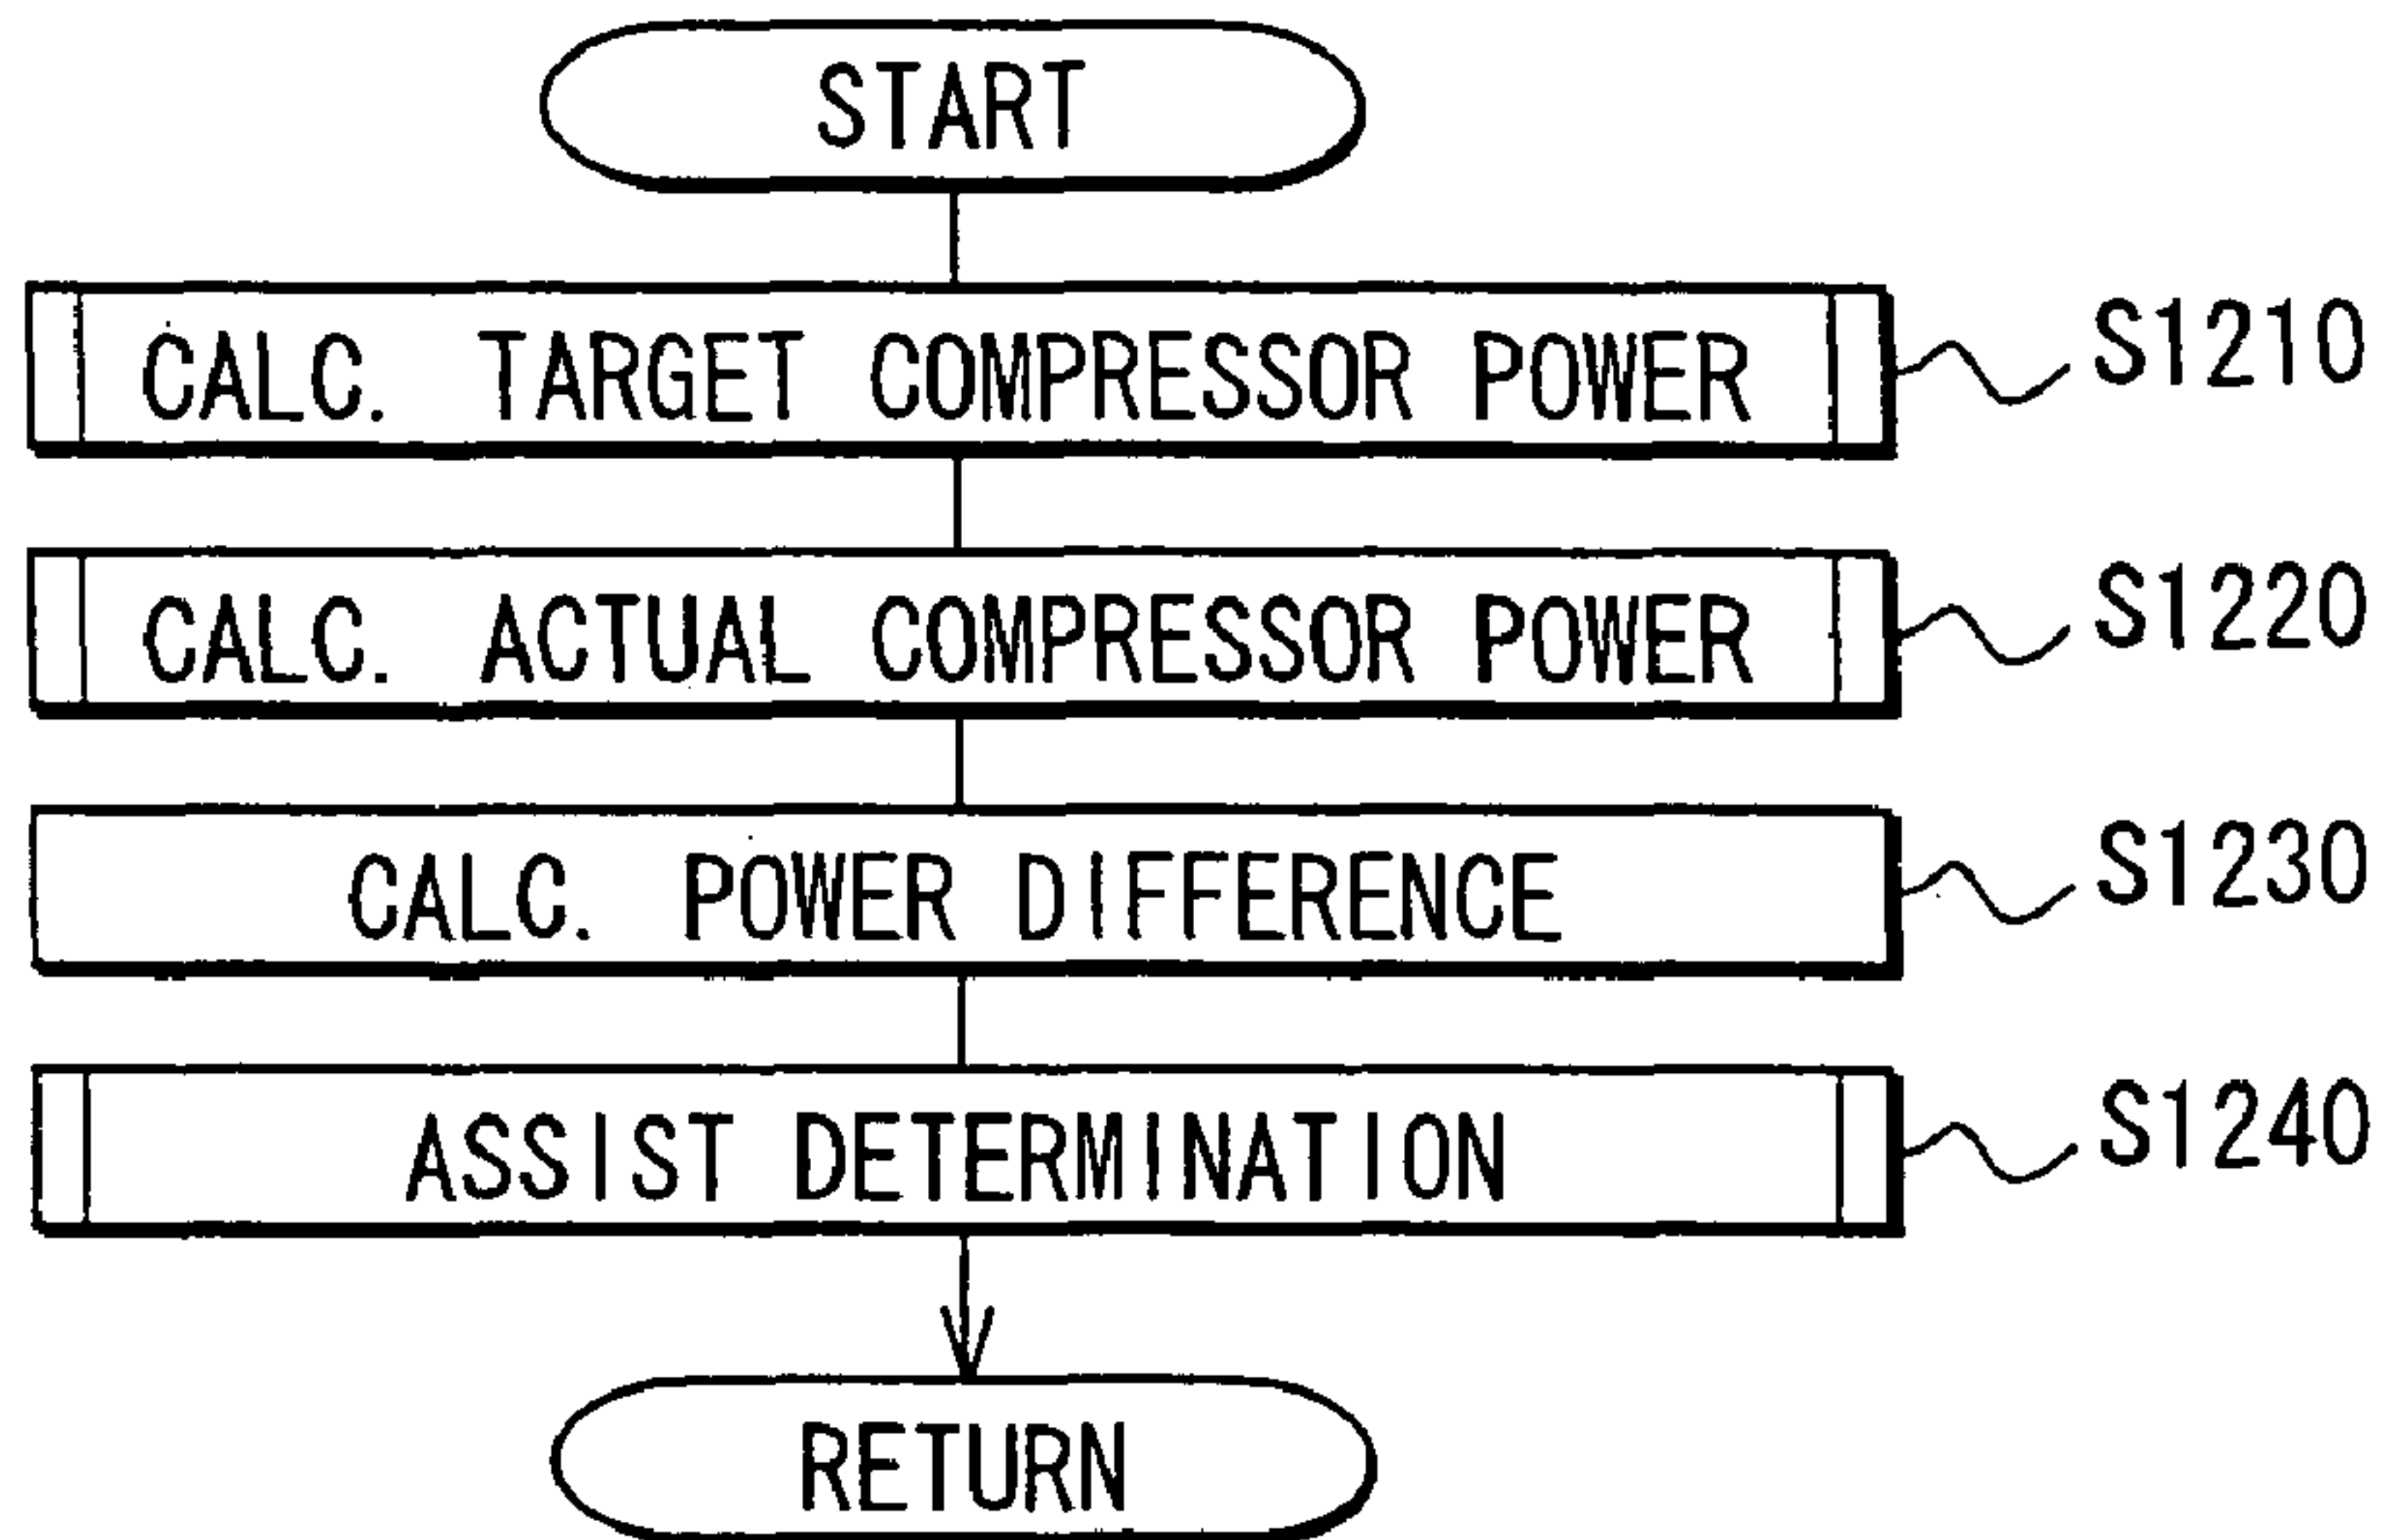 START
CALC. TARGET COMPRESSOR POWER S1210
CALC. ACTUAL COMPRESSOR POWER S1220
CALC. POWER DIFFERENCE S1230
ASSIST DETERMINATION S1240
RETURN